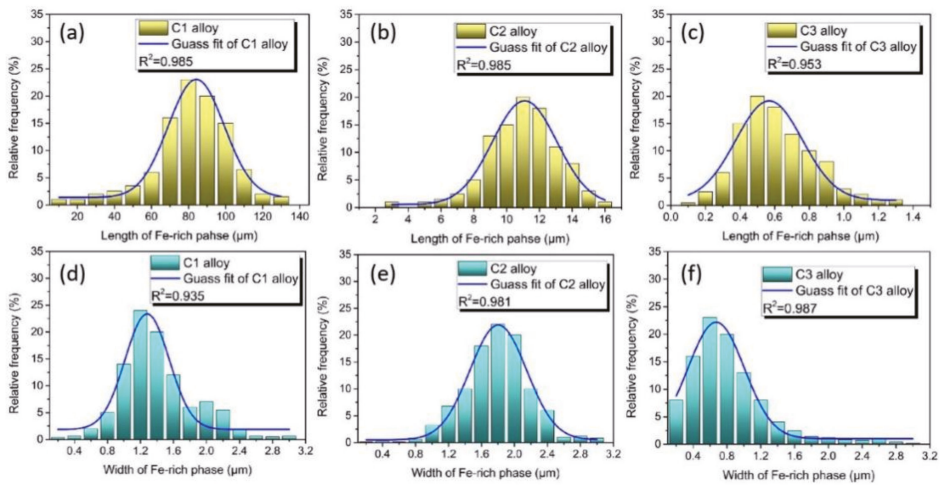 (a)
C1 alloy
Guass fit of C1 alloy
R²=0.985
Relative frequency (%)
35
30
25
20
15
10
5
0
20 40 60 80 100 120 140
Length of Fe-rich pahse (μm)
(b)
C2 alloy
Guass fit of C2 alloy
R²=0.985
Relative frequency (%)
35
30
25
20
15
10
5
0
2 4 6 8 10 12 14 16
Length of Fe-rich pahse (μm)
(c)
C3 alloy
Guass fit of C3 alloy
R²=0.953
Relative frequency (%)
35
30
25
20
15
10
5
0
0.0 0.2 0.4 0.6 0.8 1.0 1.2 1.4
Length of Fe-rich pahse (μm)
(d)
C1 alloy
Guass fit of C1 alloy
R²=0.935
Relative frequency (%)
35
30
25
20
15
10
5
0
0.4 0.8 1.2 1.6 2.0 2.4 2.8 3.2
Width of Fe-rich phase (μm)
(e)
C2 alloy
Guass fit of C2 alloy
R²=0.981
Relative frequency (%)
35
30
25
20
15
10
5
0
0.4 0.8 1.2 1.6 2.0 2.4 2.8 3.2
Width of Fe-rich phase (μm)
(f)
C3 alloy
Guass fit of C3 alloy
R²=0.987
Relative frequency (%)
35
30
25
20
15
10
5
0
0.4 0.8 1.2 1.6 2.0 2.4 2.8 3.2
Width of Fe-rich phase (μm)